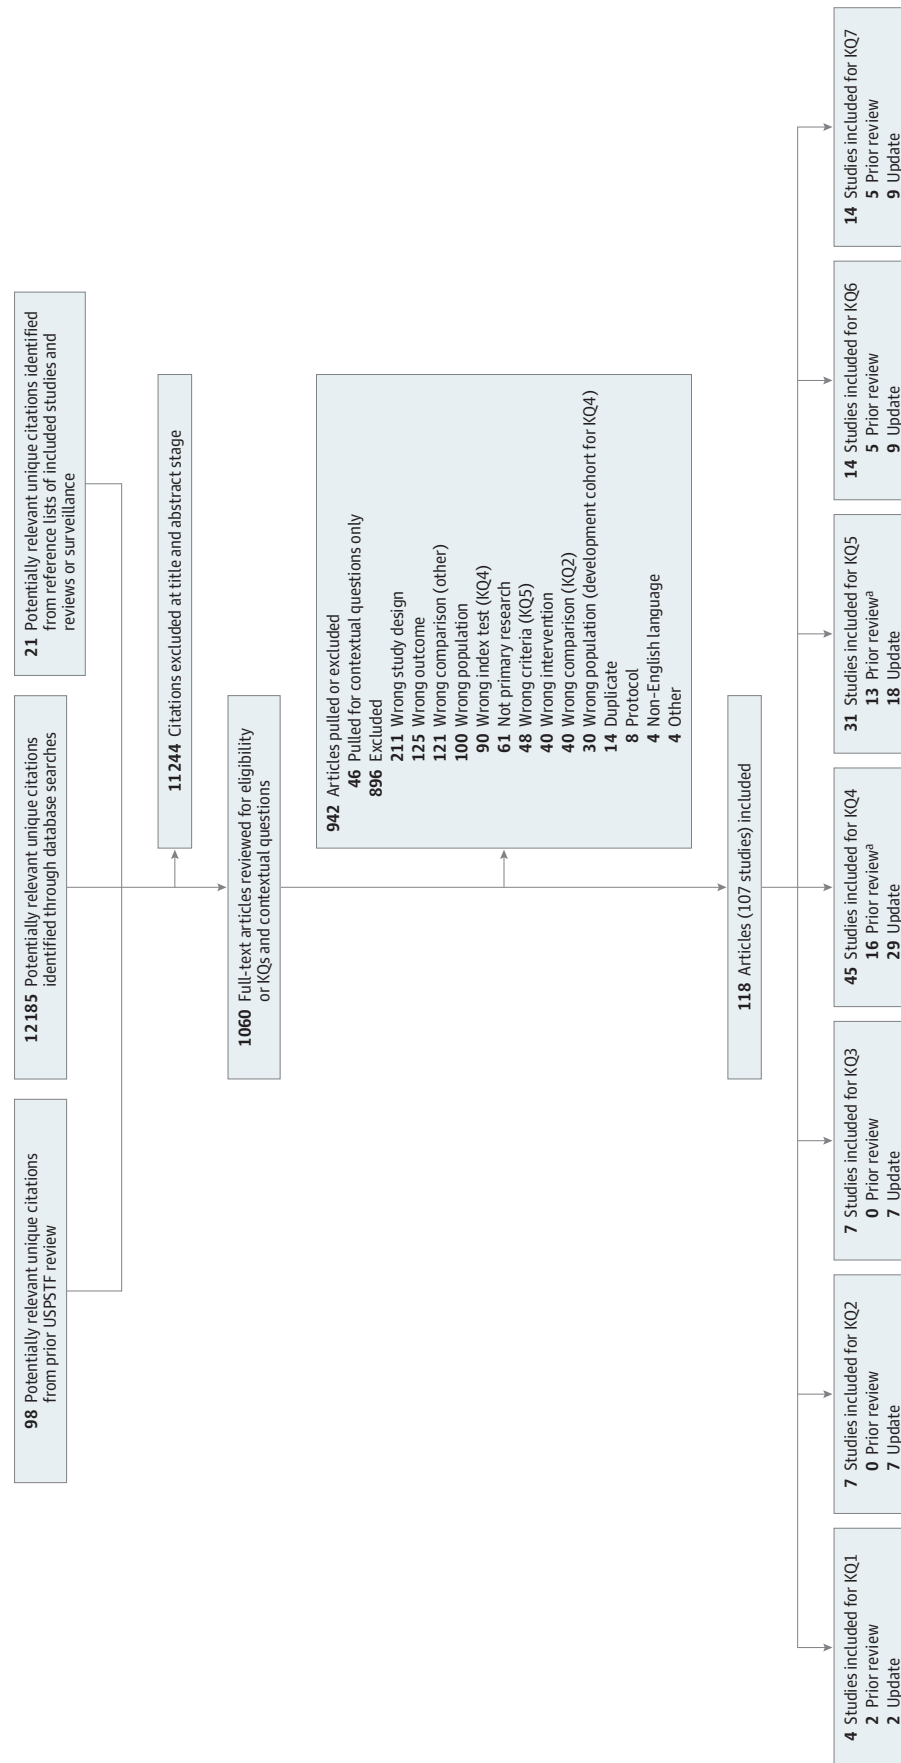 98 Potentially relevant unique citations
from prior USPSTF review
12 185 Potentially relevant unique citations
identified through database searches
21 Potentially relevant unique citations identified
from reference lists of included studies and
reviews or surveillance
11 244 Citations excluded at title and abstract stage
1060 Full-text articles reviewed for eligibility
or KQs and contextual questions
942 Articles pulled or excluded
46 Pulled for contextual questions only
896 Excluded
211 Wrong study design
125 Wrong outcome
121 Wrong comparison (other)
100 Wrong population
90 Wrong index test (KQ4)
61 Not primary research
48 Wrong criteria (KQ5)
40 Wrong intervention
40 Wrong comparison (KQ2)
30 Wrong population (development cohort for KQ4)
14 Duplicate
8 Protocol
4 Non-English language
4 Other
118 Articles (107 studies) included
4 Studies included for KQ1
2 Prior review
2 Update
7 Studies included for KQ2
0 Prior review
7 Update
7 Studies included for KQ3
0 Prior review
7 Update
45 Studies included for KQ4
16 Prior reviewa
29 Update
31 Studies included for KQ5
13 Prior reviewa
18 Update
14 Studies included for KQ6
5 Prior review
9 Update
14 Studies included for KQ7
5 Prior review
9 Update